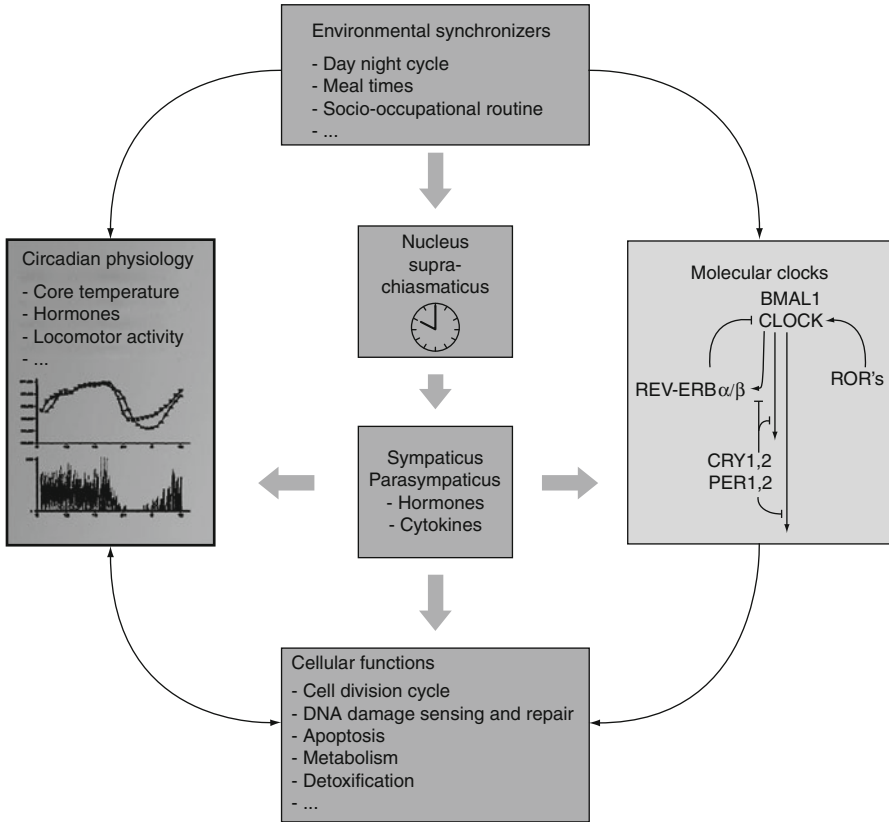 Environmental synchronizers
- Day night cycle
- Meal times
- Socio-occupational routine
- ...
Circadian physiology
- Core temperature
- Hormones
- Locomotor activity
- ...
Nucleus
supra-
chiasmaticus
Sympaticus
Parasympaticus
- Hormones
- Cytokines
Molecular clocks
BMAL1
CLOCK
REV-ERBα/β
ROR's
CRY1,2
PER1,2
Cellular functions
- Cell division cycle
- DNA damage sensing and repair
- Apoptosis
- Metabolism
- Detoxification
- ...